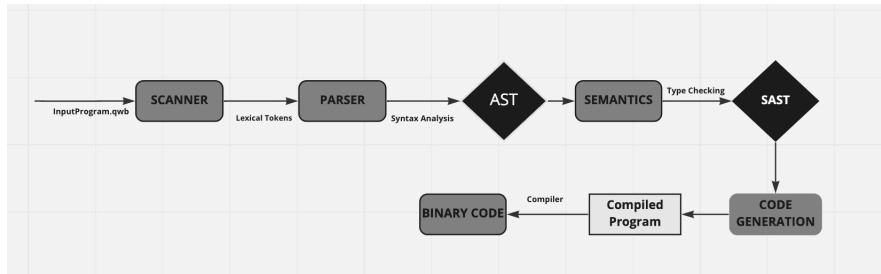 SCANNER
PARSER
AST
SEMANTICS
Type Checking
SAST
InputProgram.qwb
Lexical Tokens
Syntax Analysis
BINARY CODE
Compiler
Compiled
Program
CODE
GENERATION